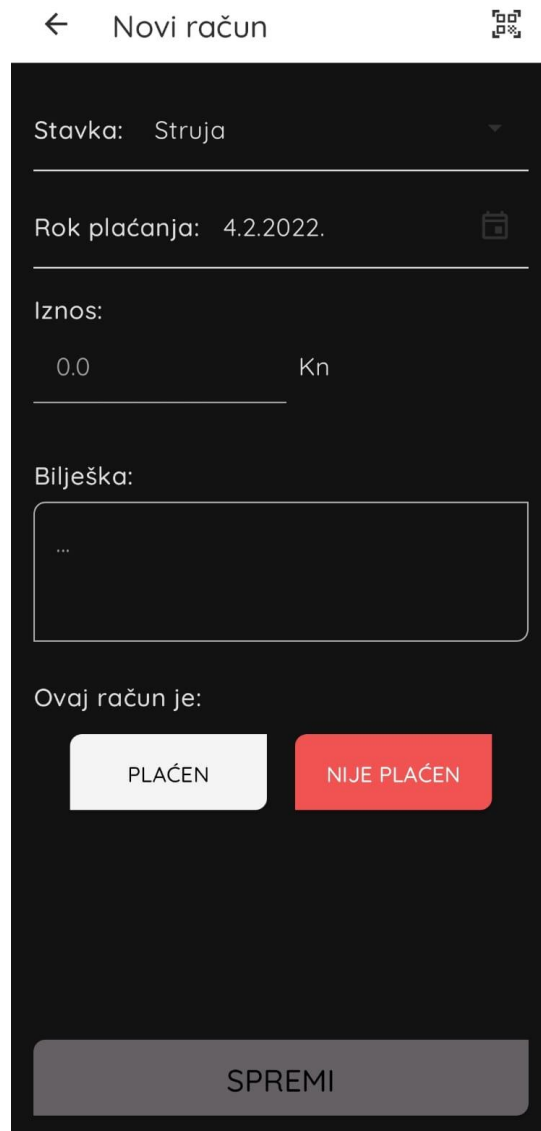 Novi račun
Stavka: Struja
Rok plaćanja: 4.2.2022.
Iznos:
0.0 Kn
Bilješka:
...
Ovaj račun je:
PLAĆEN NIJE PLAĆEN
SPREMI